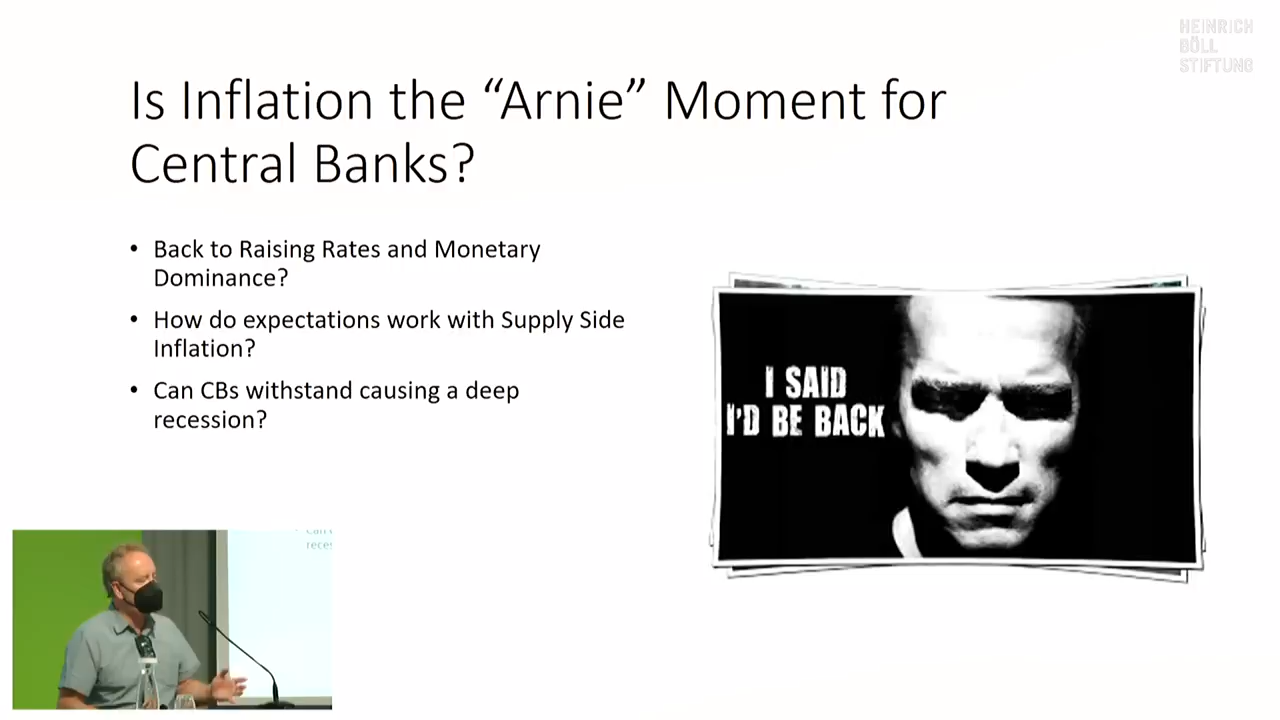 HEINRICH
BÖLL
STIFTUNG
Is Inflation the “Arnie” Moment for
Central Banks?
• Back to Raising Rates and Monetary
Dominance?
• How do expectations work with Supply Side
Inflation?
• Can CBs withstand causing a deep
recession?
I SAID
I'D BE BACK